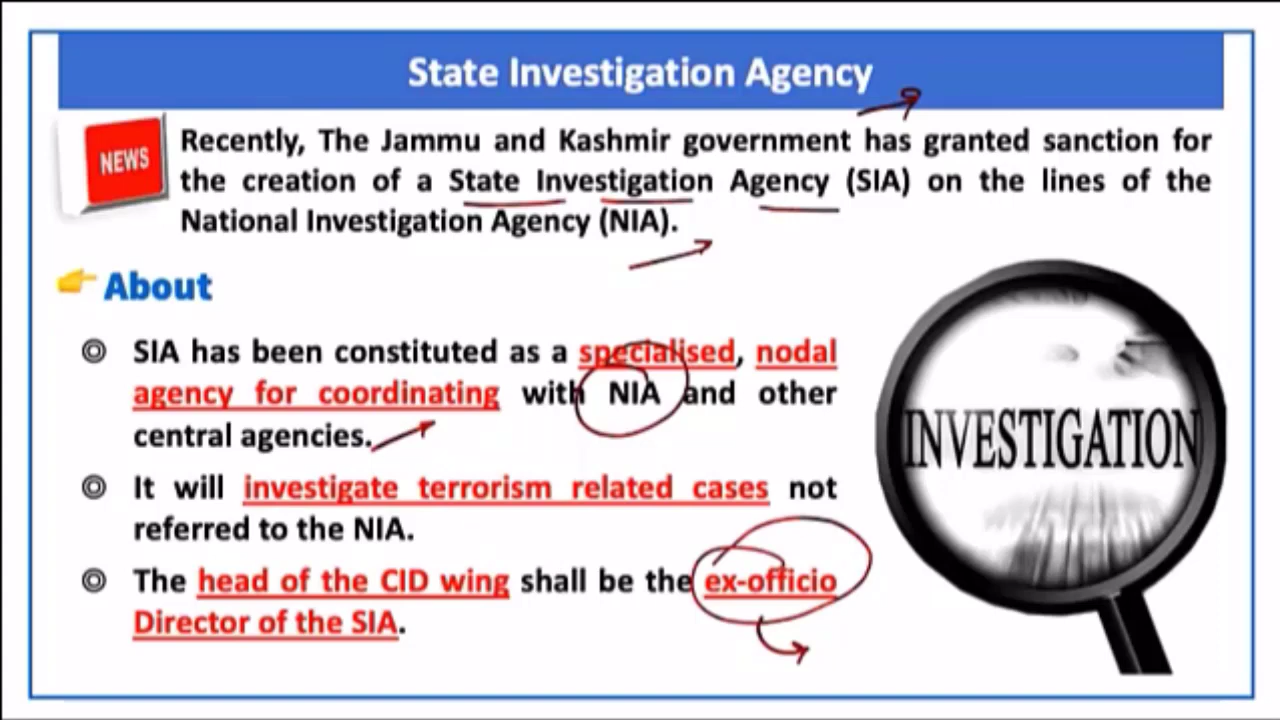 State Investigation Agency
NEWS
Recently, The Jammu and Kashmir government has granted sanction for
the creation of a State Investigation Agency (SIA) on the lines of the
National Investigation Agency (NIA).
About
SIA has been constituted as a specialised, nodal
agency for coordinating with NIA and other
central agencies.
It will investigate terrorism related cases not
referred to the NIA.
The head of the CID wing shall be the ex-officio
Director of the SIA.
INVESTIGATION